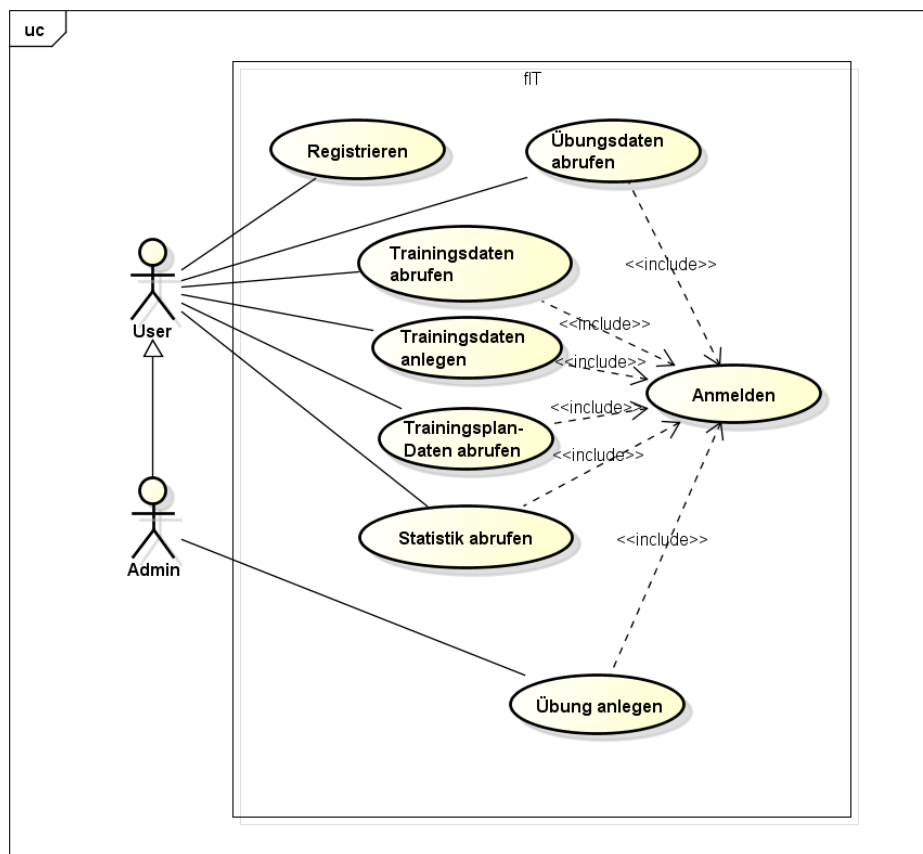 uc
fIT
Registrieren
Übungsdaten
abrufen
Trainingsdaten
abrufen
<<include>>
<<include>>
User
Trainingsdaten
anlegen
<<include>>
Anmelden
Trainingsplan-
Daten abrufen
<<include>>
<<include>>
Statistik abrufen
<<include>>
Admin
Übung anlegen